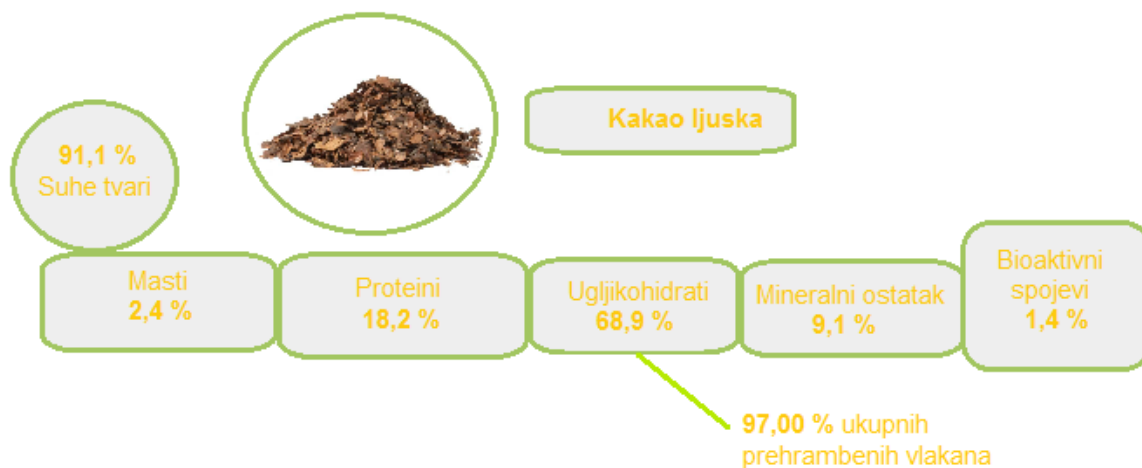 Kakao ljuska
91,1 %
Suhe tvari
Masti
2,4 %
Proteini
18,2 %
Ugljikohidrati
68,9 %
Mineralni ostatak
9,1 %
Bioaktivni
spojevi
1,4 %
97,00 % ukupnih
prehrambenih vlakana